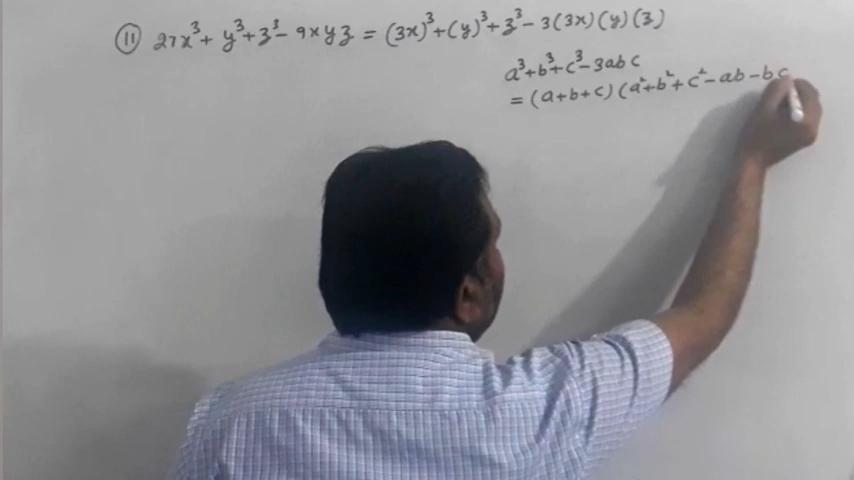 (11) 27x³ + y³ + z³ - 9xyz = (3x)³ + (y)³ + z³ - 3(3x)(y)(z)
a³ + b³ + c³ - 3abc
= (a+b+c) (a² + b² + c² - ab - bc